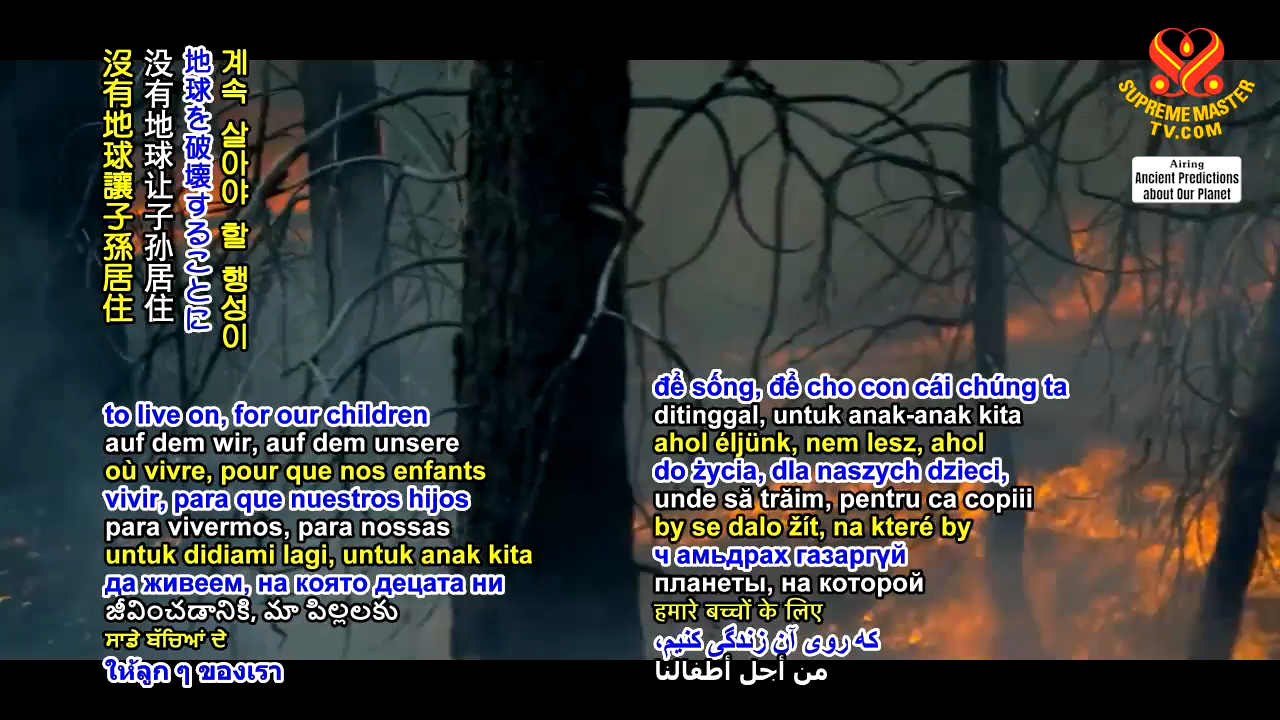 계속 살아야 할 행성이
地球を破壊することに
没有地球让子孙居住
沒有地球讓子孫居住
SUPREME MASTER
TV.COM
Airing
Ancient Predictions
about Our Planet
to live on, for our children
auf dem wir, auf dem unsere
où vivre, pour que nos enfants
vivir, para que nuestros hijos
para vivermos, para nossas
untuk didiami lagi, untuk anak kita
да живеем, на която децата ни
జీవించడానికి, మా పిల్లలకు
ਸਾਡੇ ਬੱਚਿਆਂ ਦੇ
ให้ลูก ๆ ของเรา
để sống, để cho con cái chúng ta
ditinggal, untuk anak-anak kita
ahol éljünk, nem lesz, ahol
do życia, dla naszych dzieci,
unde să trăim, pentru ca copiii
by se dalo žít, na které by
ч амьдрах газаргүй
планеты, на которой
हमारे बच्चों के लिए
که روی آن زندگی کنیم،
من أجل أطفالنا